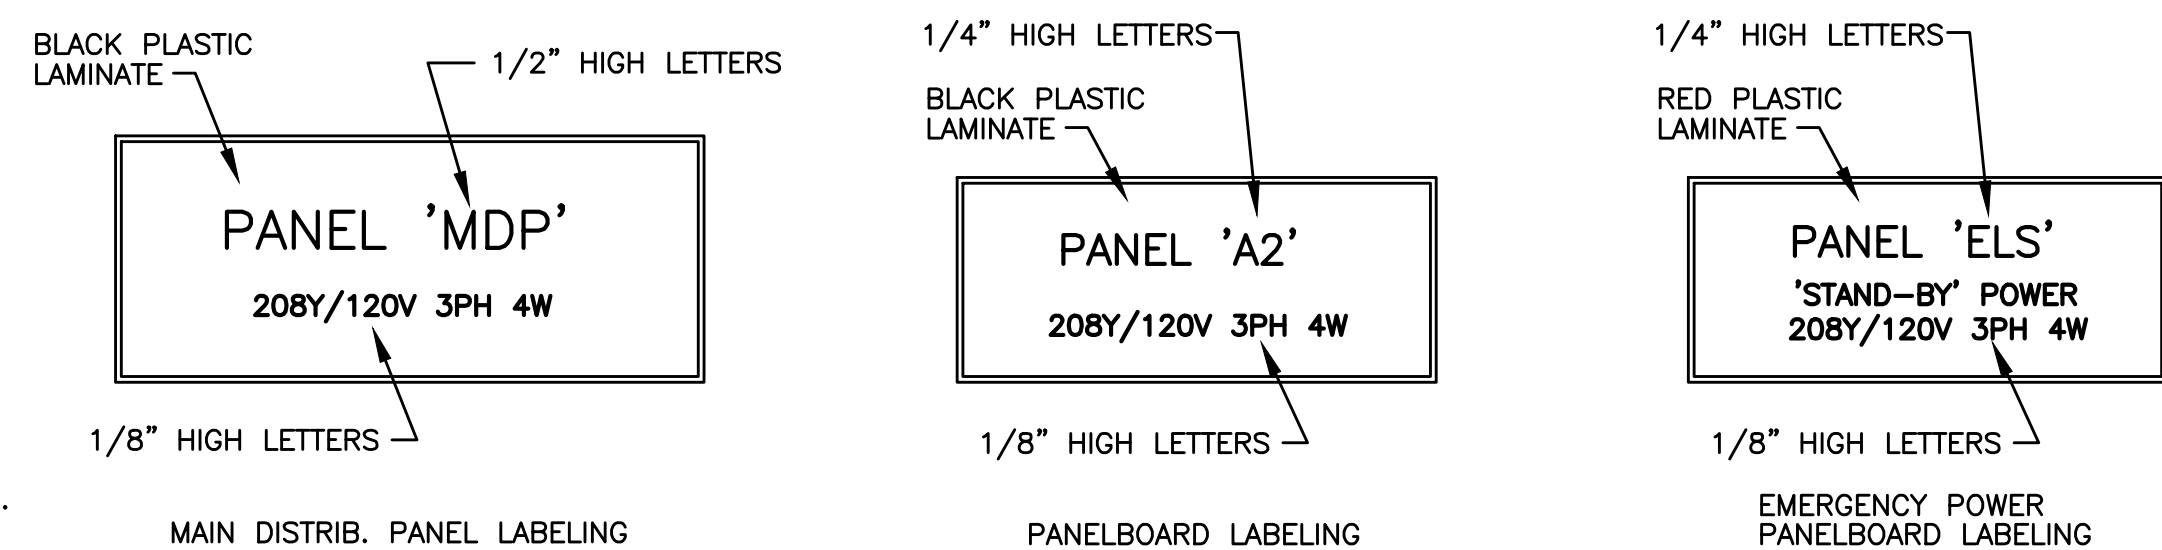 BLACK PLASTIC
LAMINATE
1/2” HIGH LETTERS
PANEL 'MDP'
208Y/120V 3PH 4W
1/8” HIGH LETTERS
MAIN DISTRIB. PANEL LABELING
1/4” HIGH LETTERS
BLACK PLASTIC
LAMINATE
PANEL 'A2'
208Y/120V 3PH 4W
1/8” HIGH LETTERS
PANELBOARD LABELING
1/4” HIGH LETTERS
RED PLASTIC
LAMINATE
PANEL 'ELS'
'STAND-BY' POWER
208Y/120V 3PH 4W
1/8” HIGH LETTERS
EMERGENCY POWER
PANELBOARD LABELING